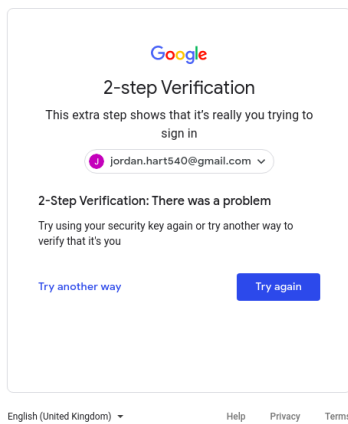 Google
2-step Verification
This extra step shows that it's really you trying to
sign in
J jordan.hart540@gmail.com
2-Step Verification: There was a problem
Try using your security key again or try another way to
verify that it's you
Try another way Try again
English (United Kingdom) Help Privacy Terms